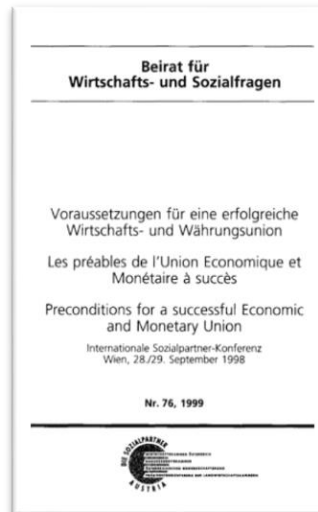 Beirat für
Wirtschafts- und Sozialfragen
Voraussetzungen für eine erfolgreiche
Wirtschafts- und Währungsunion
Les préables de l'Union Economique et
Monétaire à succès
Preconditions for a successful Economic
and Monetary Union
Internationale Sozialpartner-Konferenz
Wien, 28./29. September 1998
Nr. 76, 1999
DIE SOZIALPARTNER
AUSTRIA